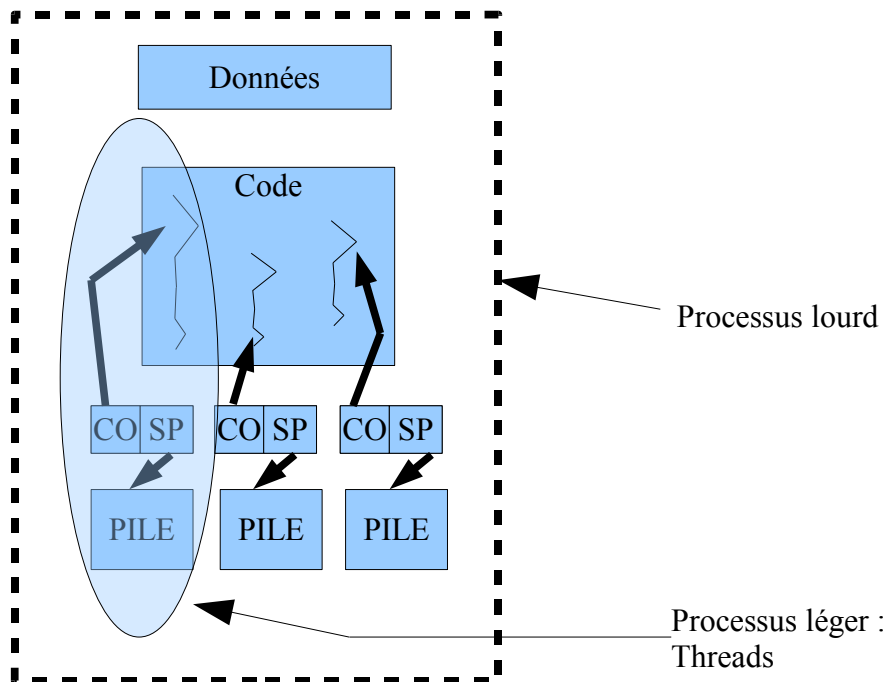 Données
Code
Processus lourd
CO SP CO SP CO SP
PILE PILE PILE
Processus léger :
Threads